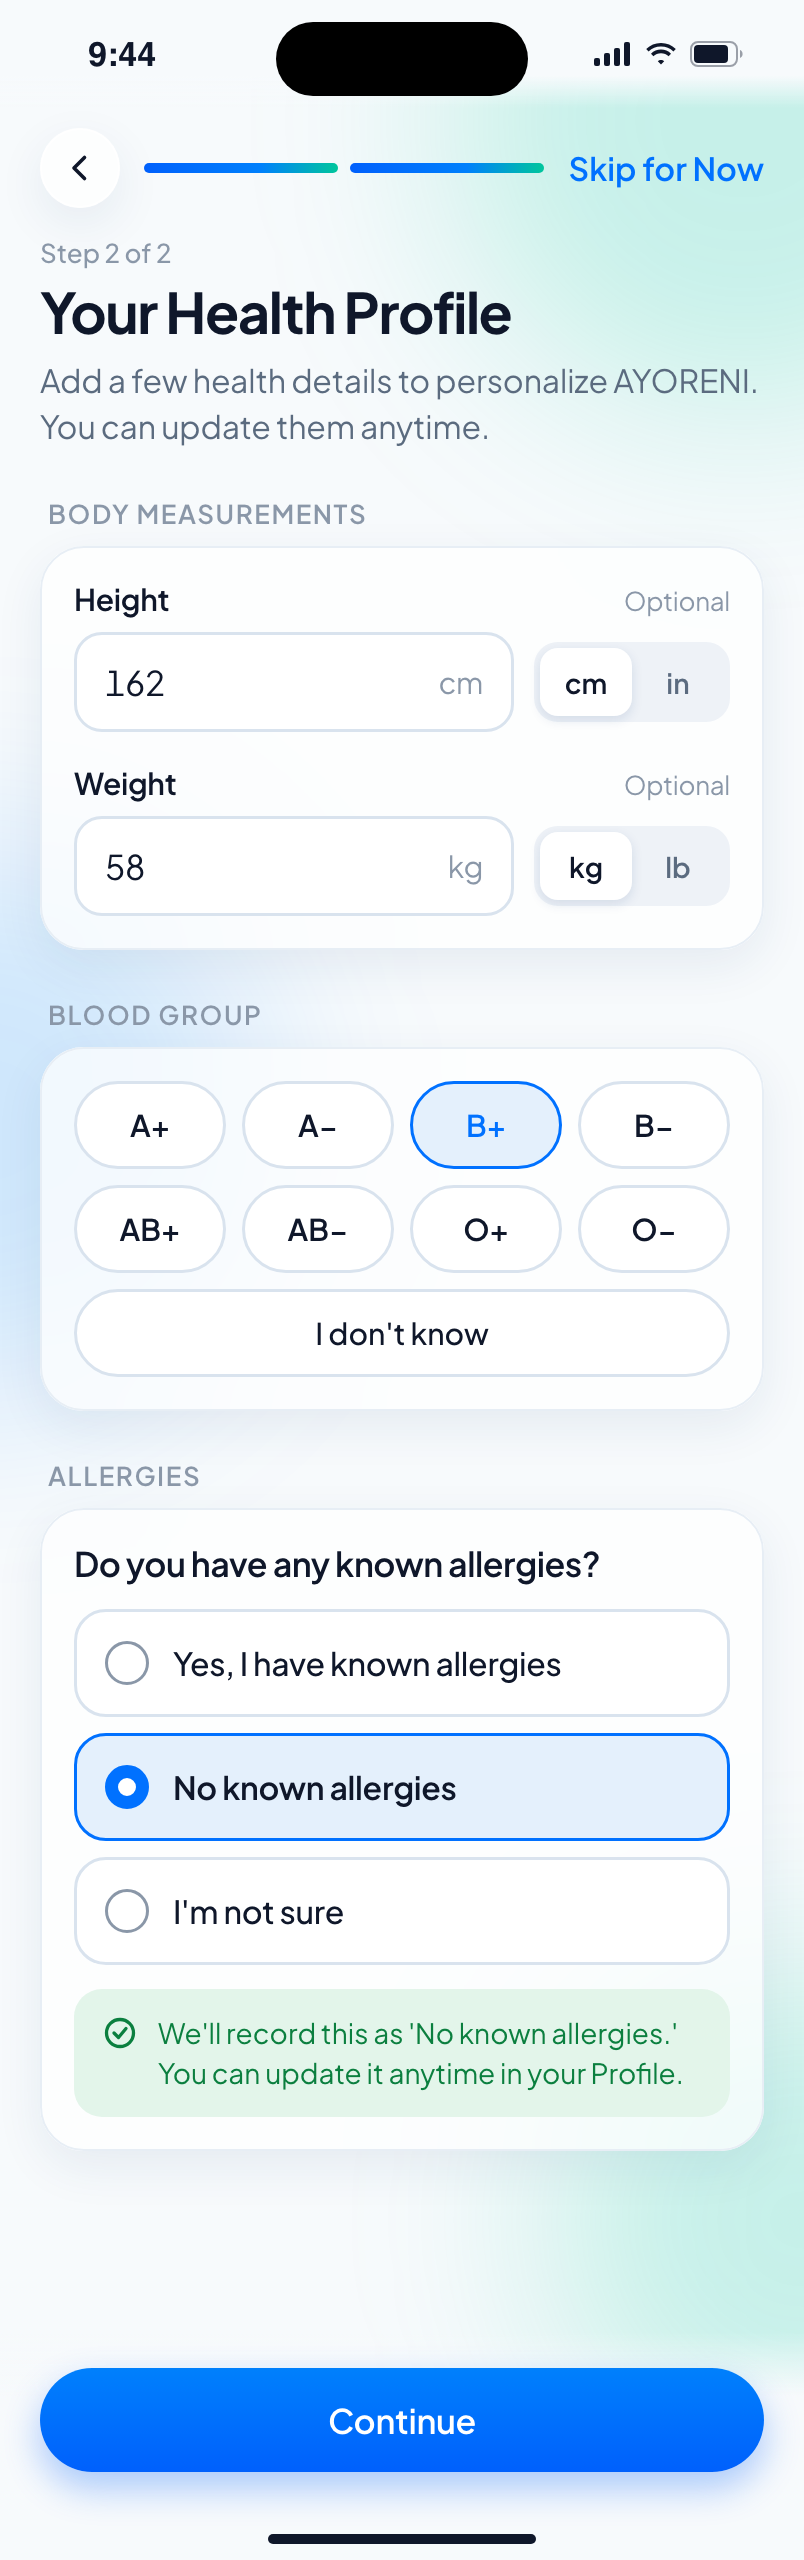 9:44
Skip for Now
Step 2 of 2
Your Health Profile
Add a few health details to personalize AYORENI.
You can update them anytime.
BODY MEASUREMENTS
Height Optional
162 cm cm in
Weight Optional
58 kg kg lb
BLOOD GROUP
A+ A− B+ B−
AB+ AB− O+ O−
I don't know
ALLERGIES
Do you have any known allergies?
Yes, I have known allergies
No known allergies
I'm not sure
We'll record this as 'No known allergies.'
You can update it anytime in your Profile.
Continue